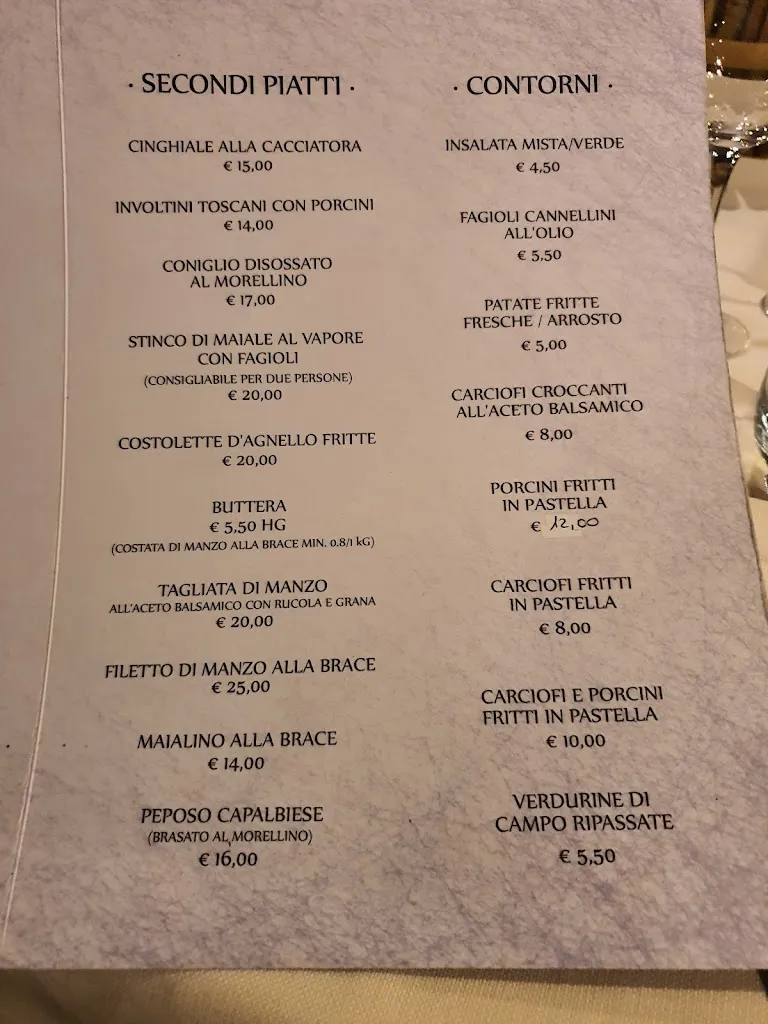 · SECONDI PIATTI ·
CINGHIALE ALLA CACCIATORA
€ 15,00
INVOLTINI TOSCANI CON PORCINI
€ 14,00
CONIGLIO DISOSSATO
AL MORELLINO
€ 17,00
STINCO DI MAIALE AL VAPORE
CON FAGIOLI
(CONSIGLIABILE PER DUE PERSONE)
€ 20,00
COSTOLETTE D'AGNELLO FRITTE
€ 20,00
BUTTERA
€ 5,50 HG
(COSTATA DI MANZO ALLA BRACE MIN. 0.8/1 KG)
TAGLIATA DI MANZO
ALL'ACETO BALSAMICO CON RUCOLA E GRANA
€ 20,00
FILETTO DI MANZO ALLA BRACE
€ 25,00
MAIALINO ALLA BRACE
€ 14,00
PEPOSO CAPALBIESE
(BRASATO AL MORELLINO)
€ 16,00
· CONTORNI ·
INSALATA MISTA/VERDE
€ 4,50
FAGIOLI CANNELLINI
ALL'OLIO
€ 5,50
PATATE FRITTE
FRESCHE / ARROSTO
€ 5,00
CARCIOFI CROCCANTI
ALL'ACETO BALSAMICO
€ 8,00
PORCINI FRITTI
IN PASTELLA
€ 12,00
CARCIOFI FRITTI
IN PASTELLA
€ 8,00
CARCIOFI E PORCINI
FRITTI IN PASTELLA
€ 10,00
VERDURINE DI
CAMPO RIPASSATE
€ 5,50